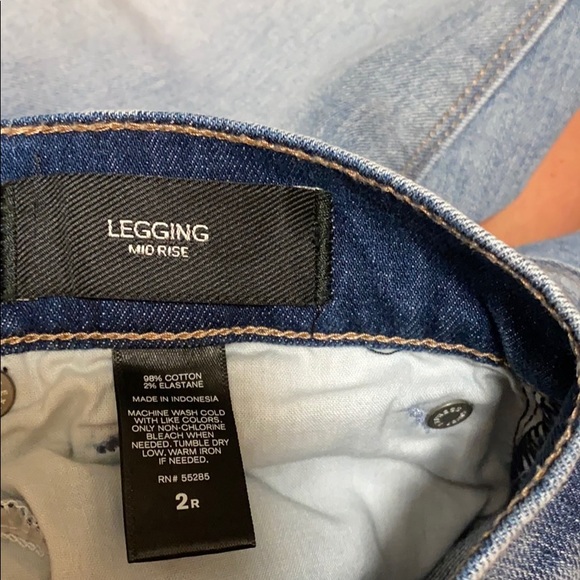 LEGGING
MID RISE
98% COTTON
2% ELASTANE
MADE IN INDONESIA
MACHINE WASH COLD
WITH LIKE COLORS.
ONLY NON-CHLORINE
BLEACH WHEN
NEEDED. TUMBLE DRY
LOW. WARM IRON
IF NEEDED.
RN# 55285
2R